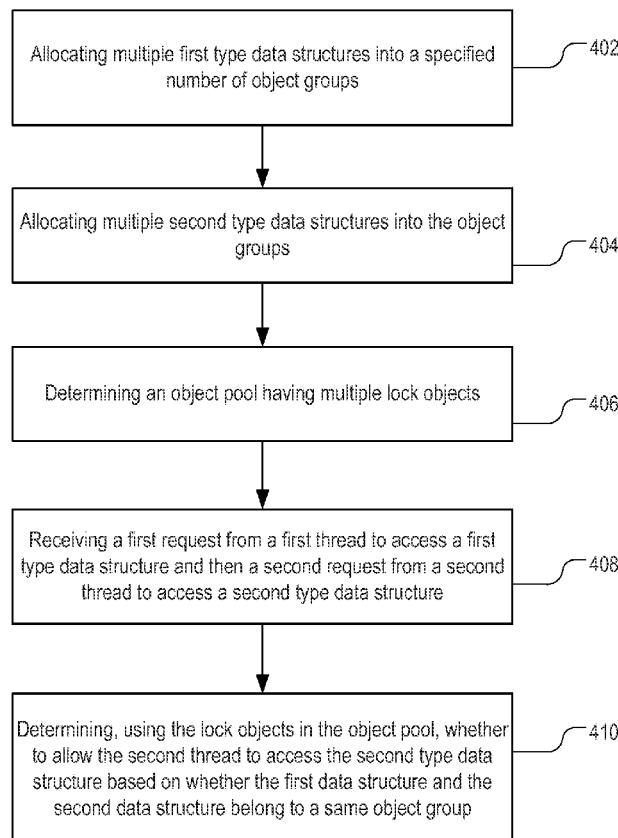 Allocating multiple first type data structures into a specified
number of object groups
402
Allocating multiple second type data structures into the object
groups
404
Determining an object pool having multiple lock objects
406
Receiving a first request from a first thread to access a first
type data structure and then a second request from a second
thread to access a second type data structure
408
Determining, using the lock objects in the object pool, whether
to allow the second thread to access the second type data
structure based on whether the first data structure and the
second data structure belong to a same object group
410